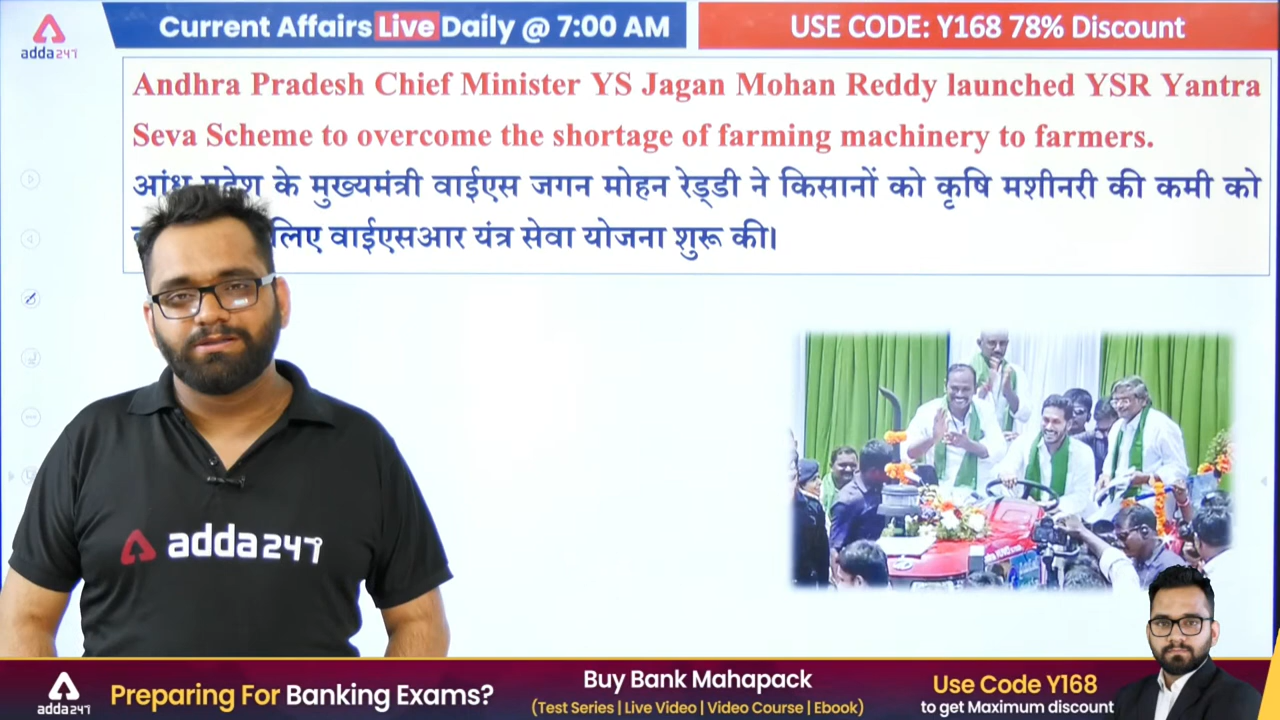 adda247
Current Affairs Live Daily @ 7:00 AM
USE CODE: Y168 78% Discount
Andhra Pradesh Chief Minister YS Jagan Mohan Reddy launched YSR Yantra
Seva Scheme to overcome the shortage of farming machinery to farmers.
आंध्र प्रदेश के मुख्यमंत्री वाईएस जगन मोहन रेड्डी ने किसानों को कृषि मशीनरी की कमी को
लिए वाईएसआर यंत्र सेवा योजना शुरू की।
adda247
adda247
Preparing For Banking Exams?
Buy Bank Mahapack
(Test Series | Live Video | Video Course | Ebook)
Use Code Y168
to get Maximum discount